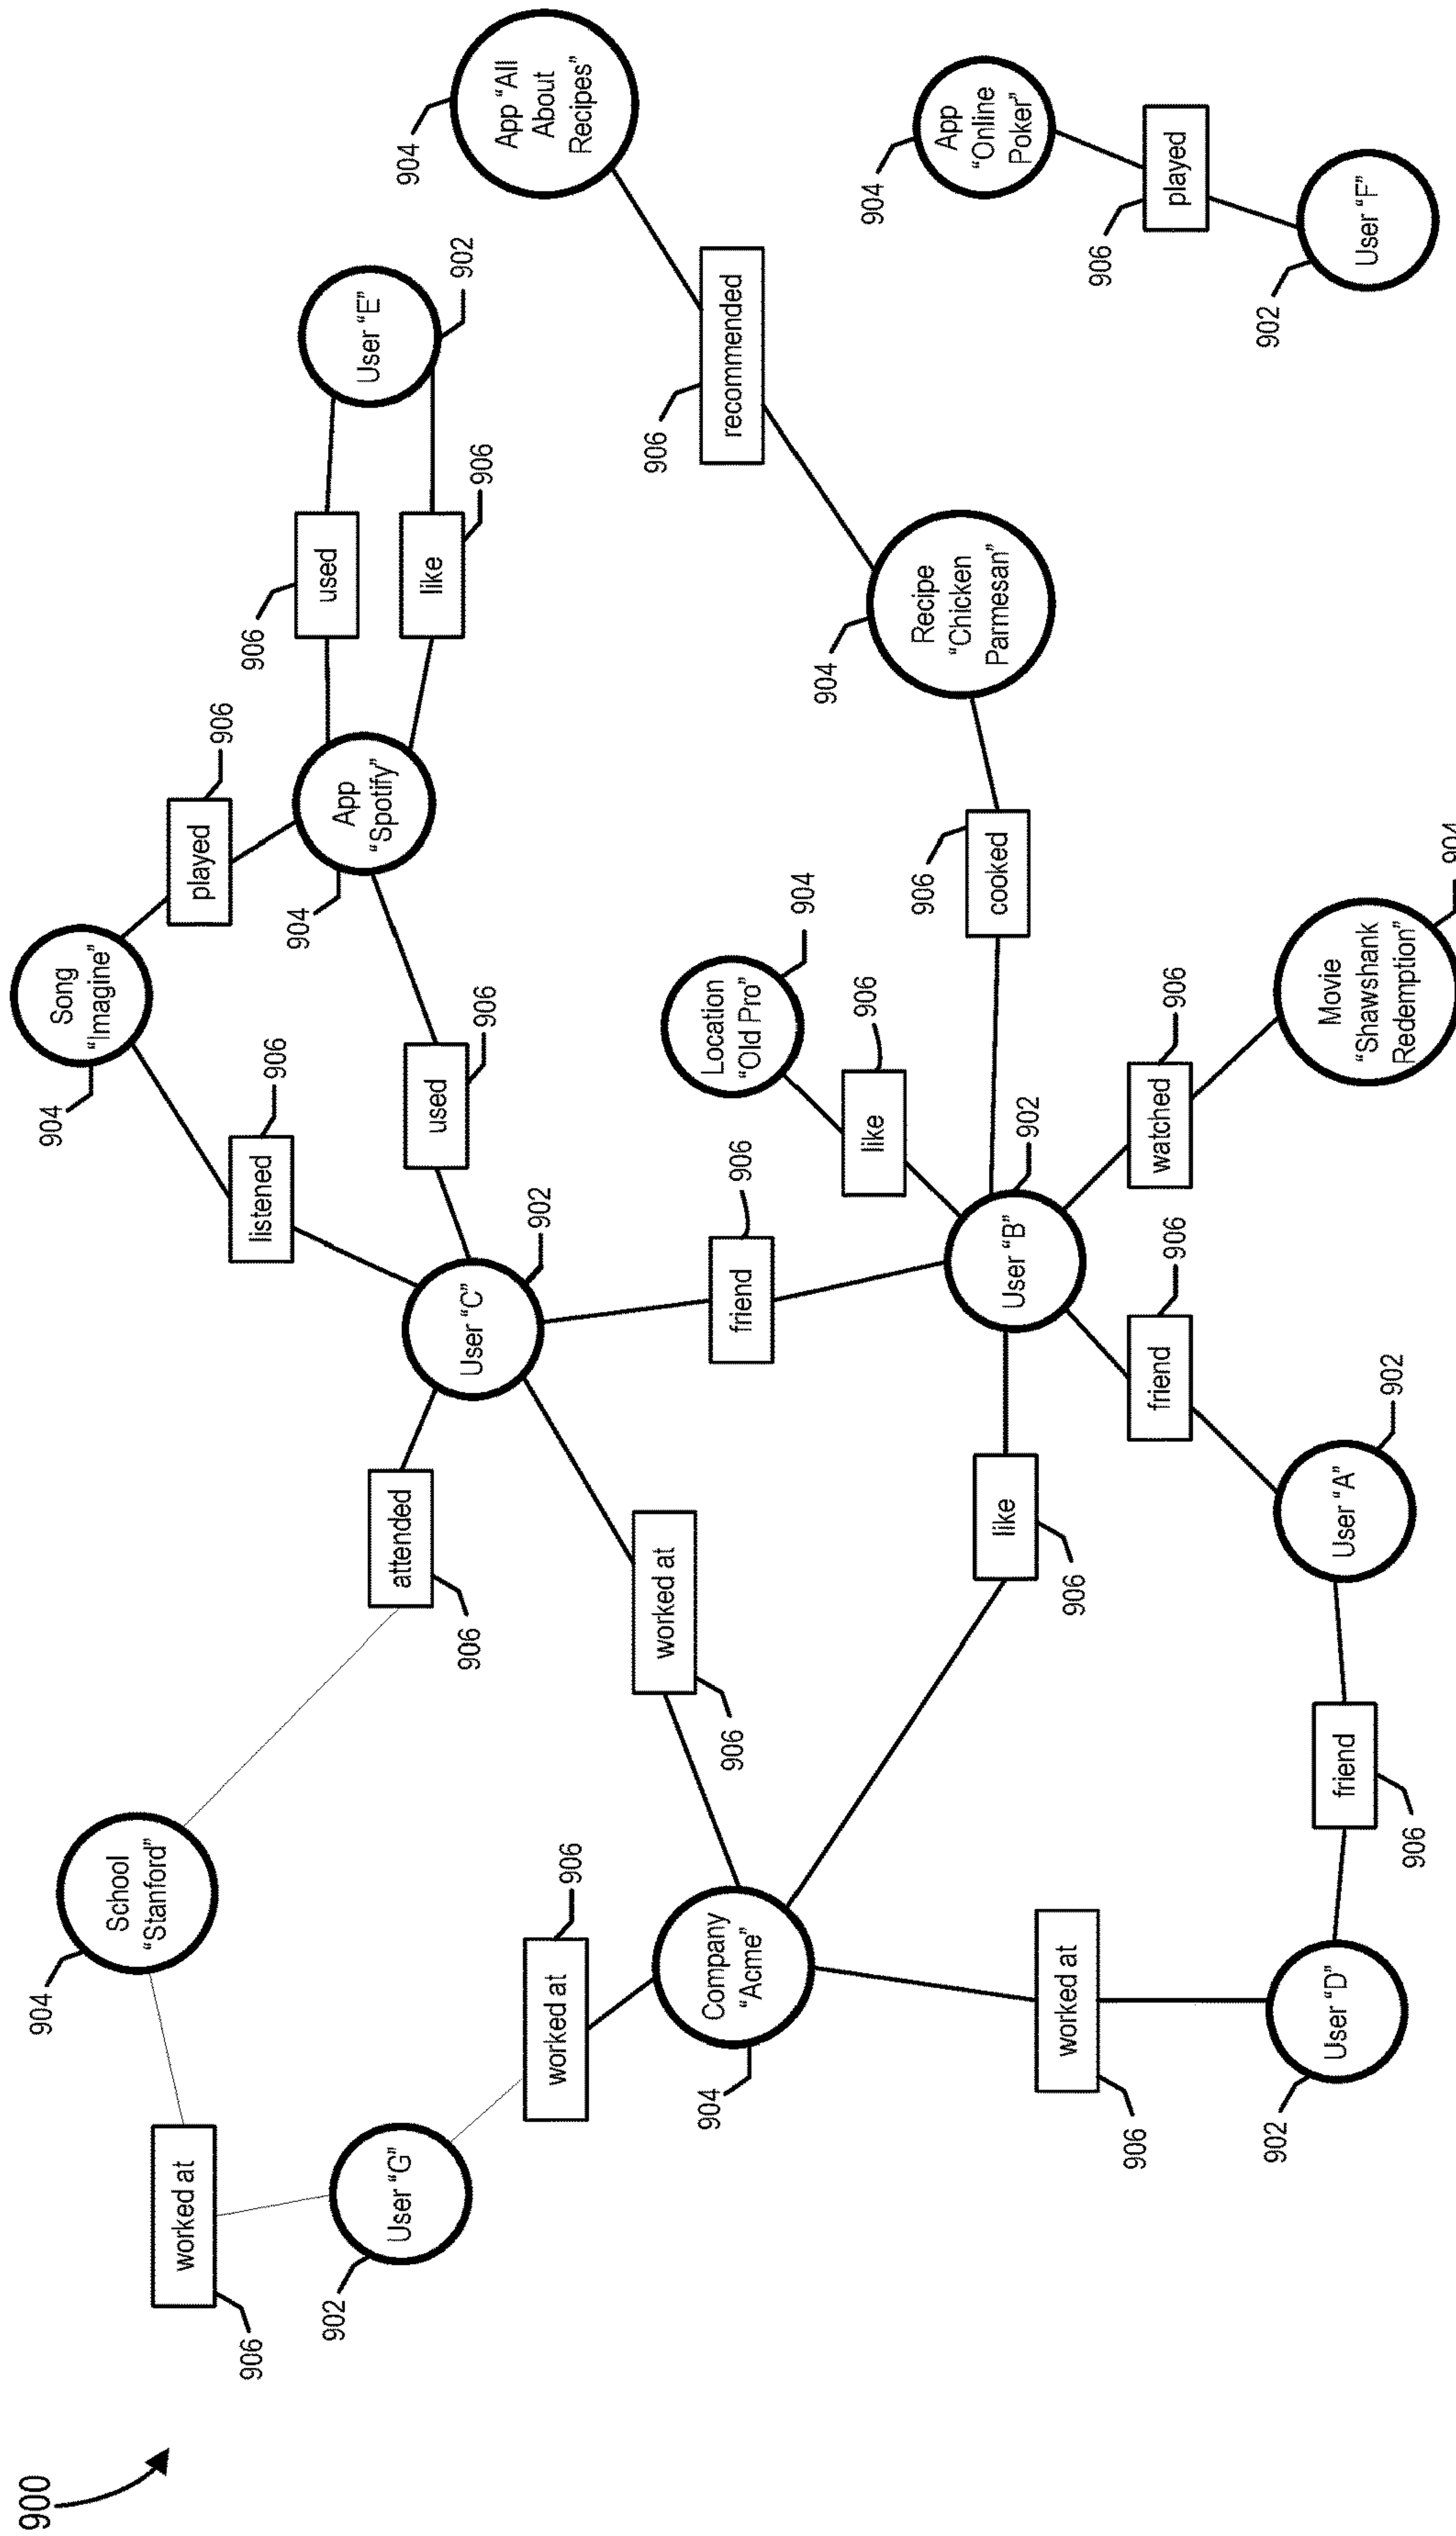 900
906
worked at
904
School
“Stanford”
902
User “G”
906
worked at
attended
906
904
Song
“Imagine”
listened
906
played
906
User “C”
902
used
906
904
App
“Spotify”
906
used
like
906
User “E”
902
904
Company
“Acme”
worked at
906
friend
906
Location
“Old Pro”
904
like
906
906
recommended
904
App “All
About
Recipes”
like
906
User “B”
902
906
cooked
904
Recipe
“Chicken
Parmesan”
worked at
906
friend
906
watched
906
904
App
“Online
Poker”
906
played
902
User “D”
friend
906
User “A”
902
Movie
“Shawshank
Redemption”
904
902
User “F”